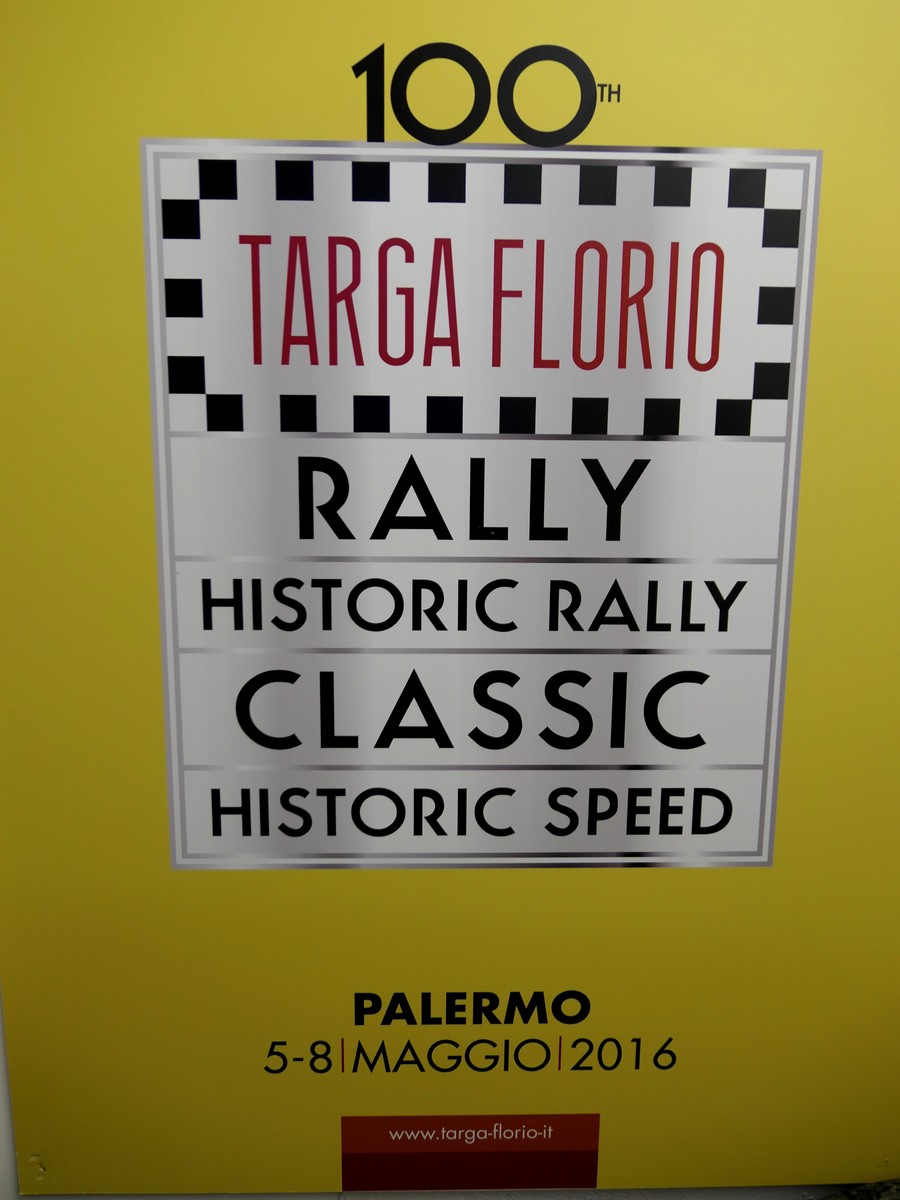 100TH
TARGA FLORIO
RALLY
HISTORIC RALLY
CLASSIC
HISTORIC SPEED
PALERMO
5-8|MAGGIO|2016
www.targa-florio-it